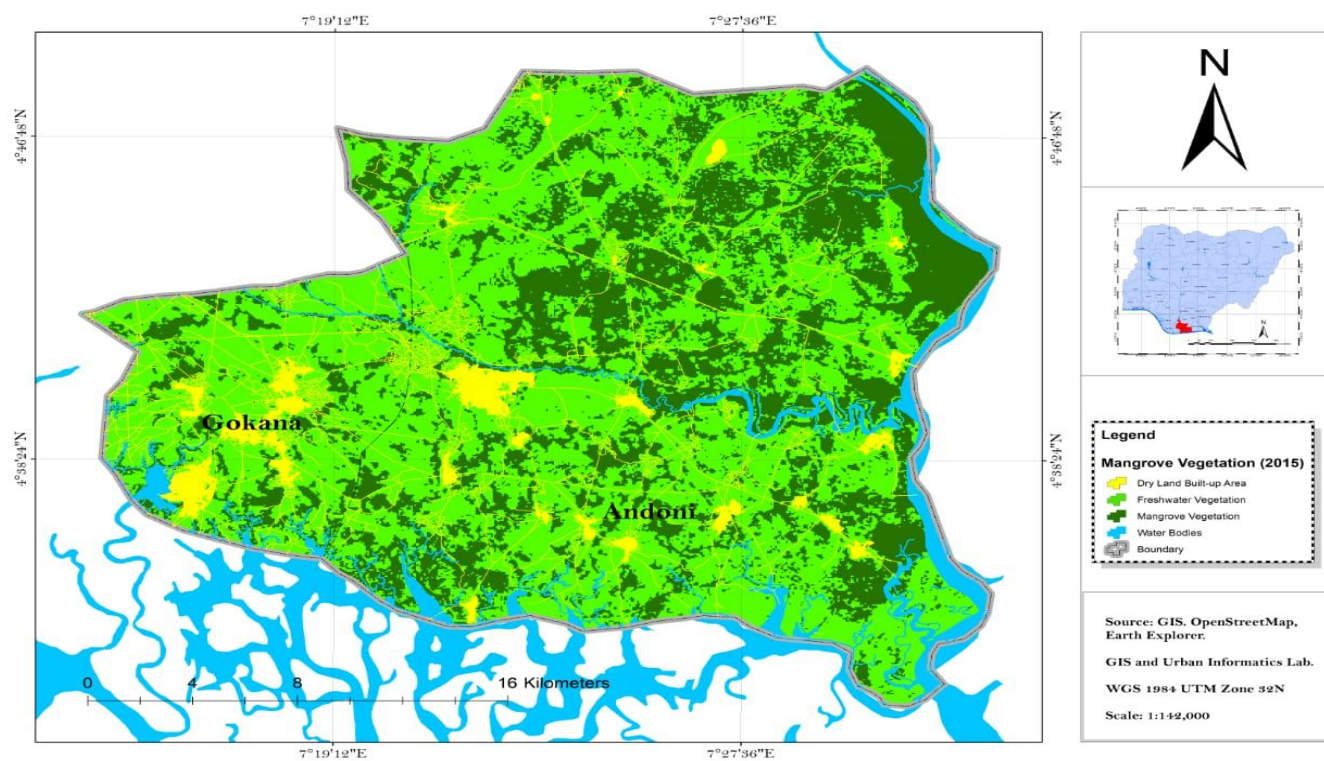 7°19'12"E
7°27'36"E
4°46'48"N
4°46'48"N
Gokana
4°38'24"N
4°38'24"N
Andoni
0 4 8 16 Kilometers
7°19'12"E
7°27'36"E
N
N
Legend
Mangrove Vegetation (2015)
Dry Land Built-up Area
Freshwater Vegetation
Mangrove Vegetation
Water Bodies
Boundary
Source: GIS. OpenStreetMap,
Earth Explorer.
GIS and Urban Informatics Lab.
WGS 1984 UTM Zone 32N
Scale: 1:142,000